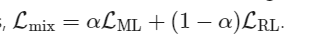 s, ℒ_mix = αℒ_ML + (1 − α)ℒ_RL.